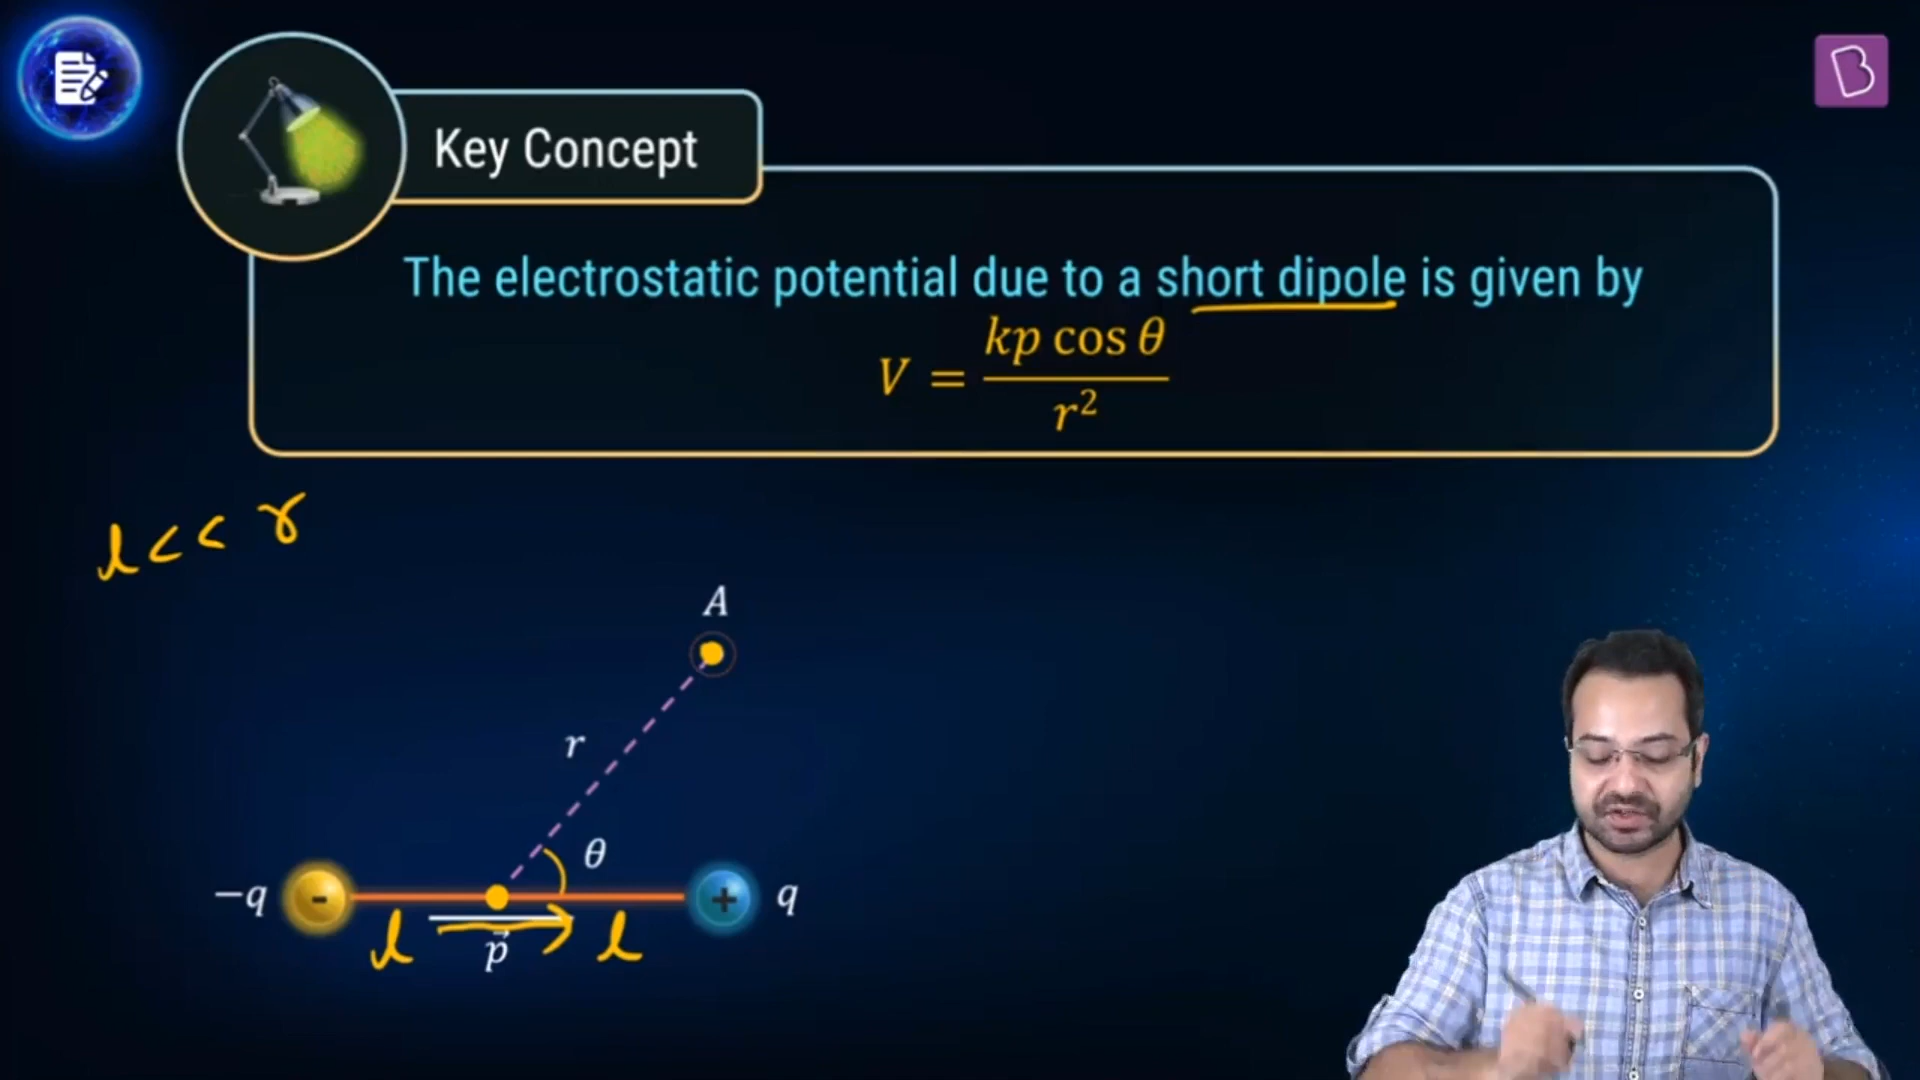 Key Concept
The electrostatic potential due to a short dipole is given by
V = kp cos θ / r²
l << r
A
r
θ
−q - + q
l p⃗ l